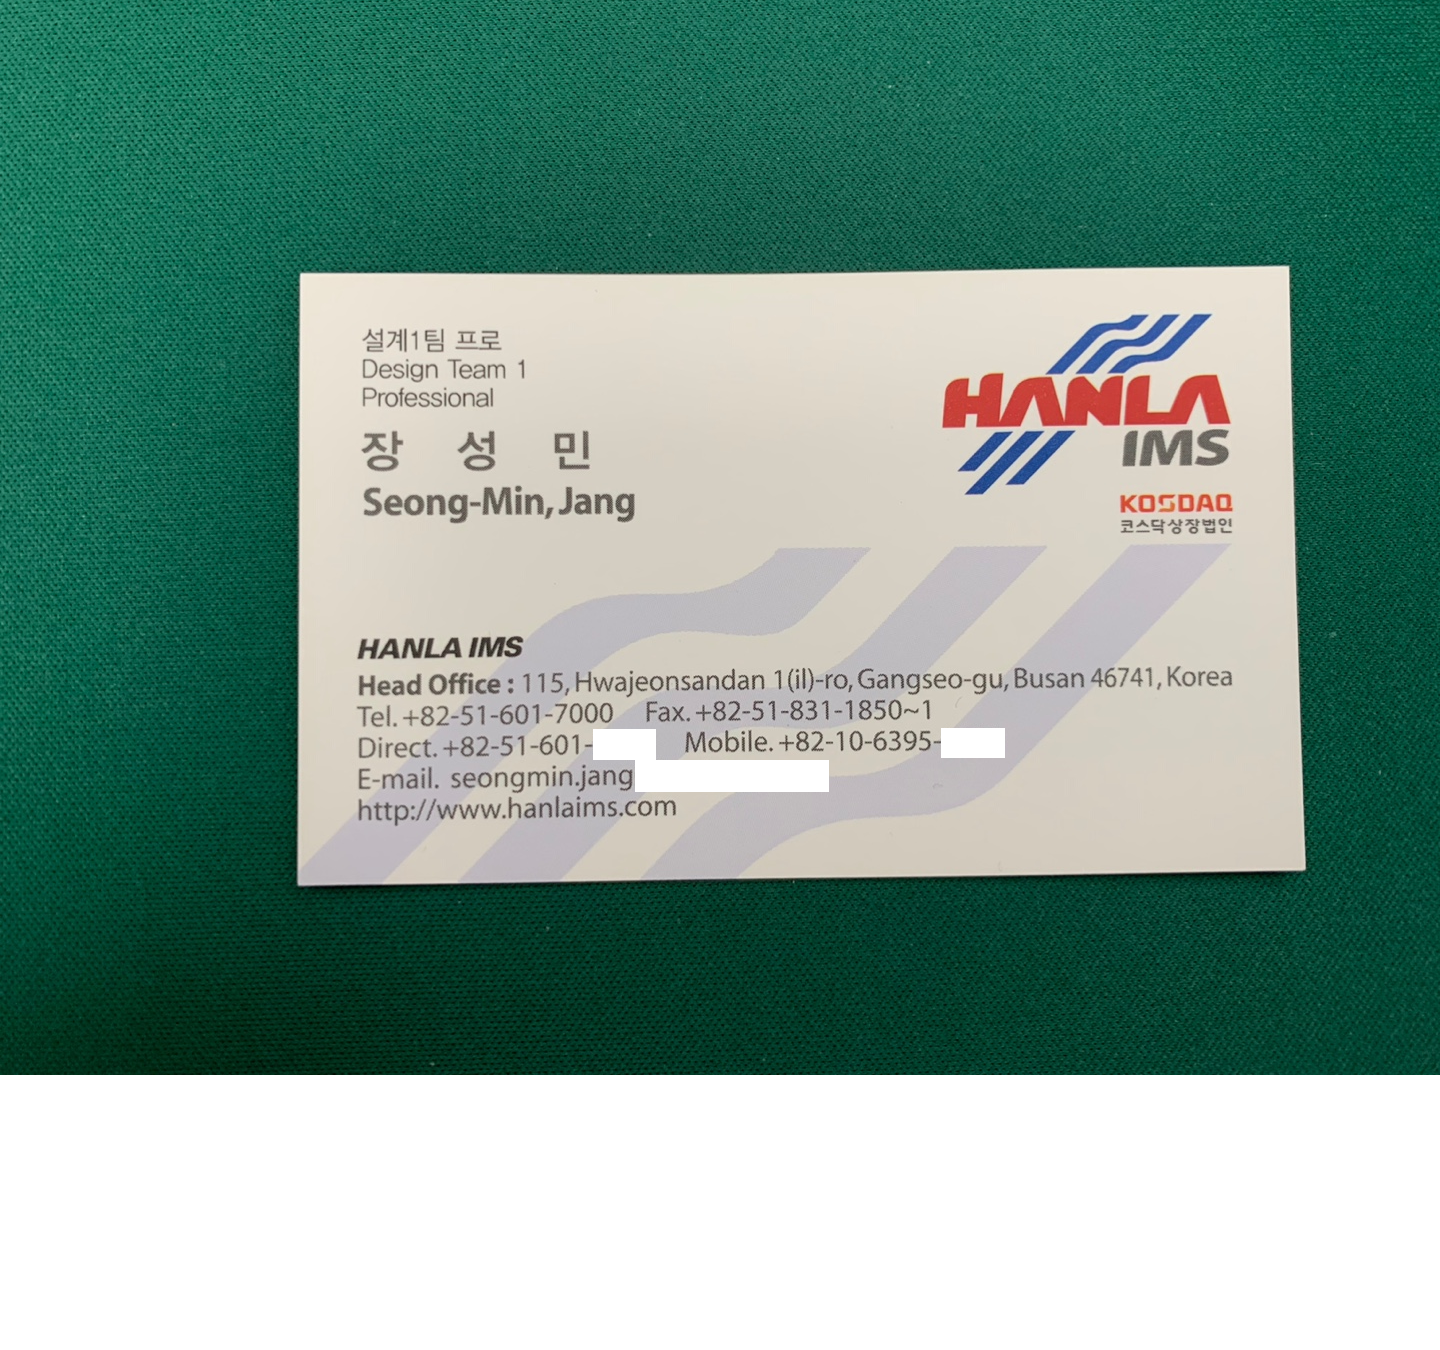 설계1팀 프로
Design Team 1
Professional
장 성 민
Seong-Min, Jang
HANLA
IMS
KOSDAQ
코스닥상장법인
HANLA IMS
Head Office : 115, Hwajeonsandan 1(il)-ro, Gangseo-gu, Busan 46741, Korea
Tel. +82-51-601-7000 Fax. +82-51-831-1850~1
Direct. +82-51-601- Mobile. +82-10-6395-
E-mail. seongmin.jang
http://www.hanlaims.com